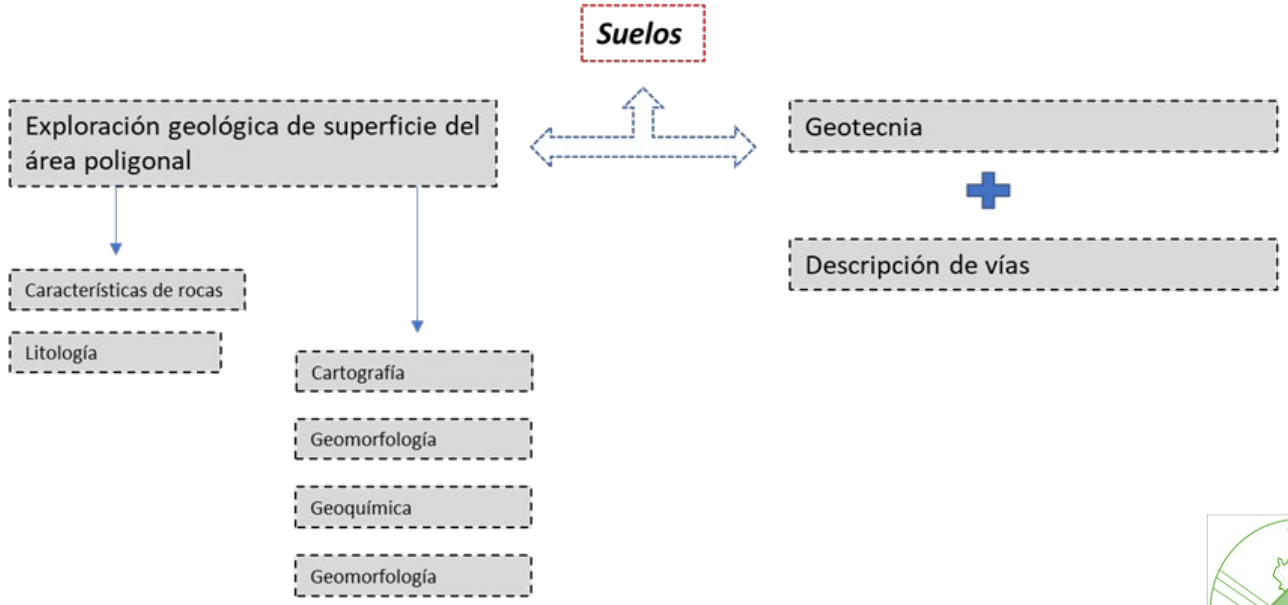 Suelos
Exploración geológica de superficie del
área poligonal
Geotecnia
Descripción de vías
Características de rocas
Litología
Cartografía
Geomorfología
Geoquímica
Geomorfología